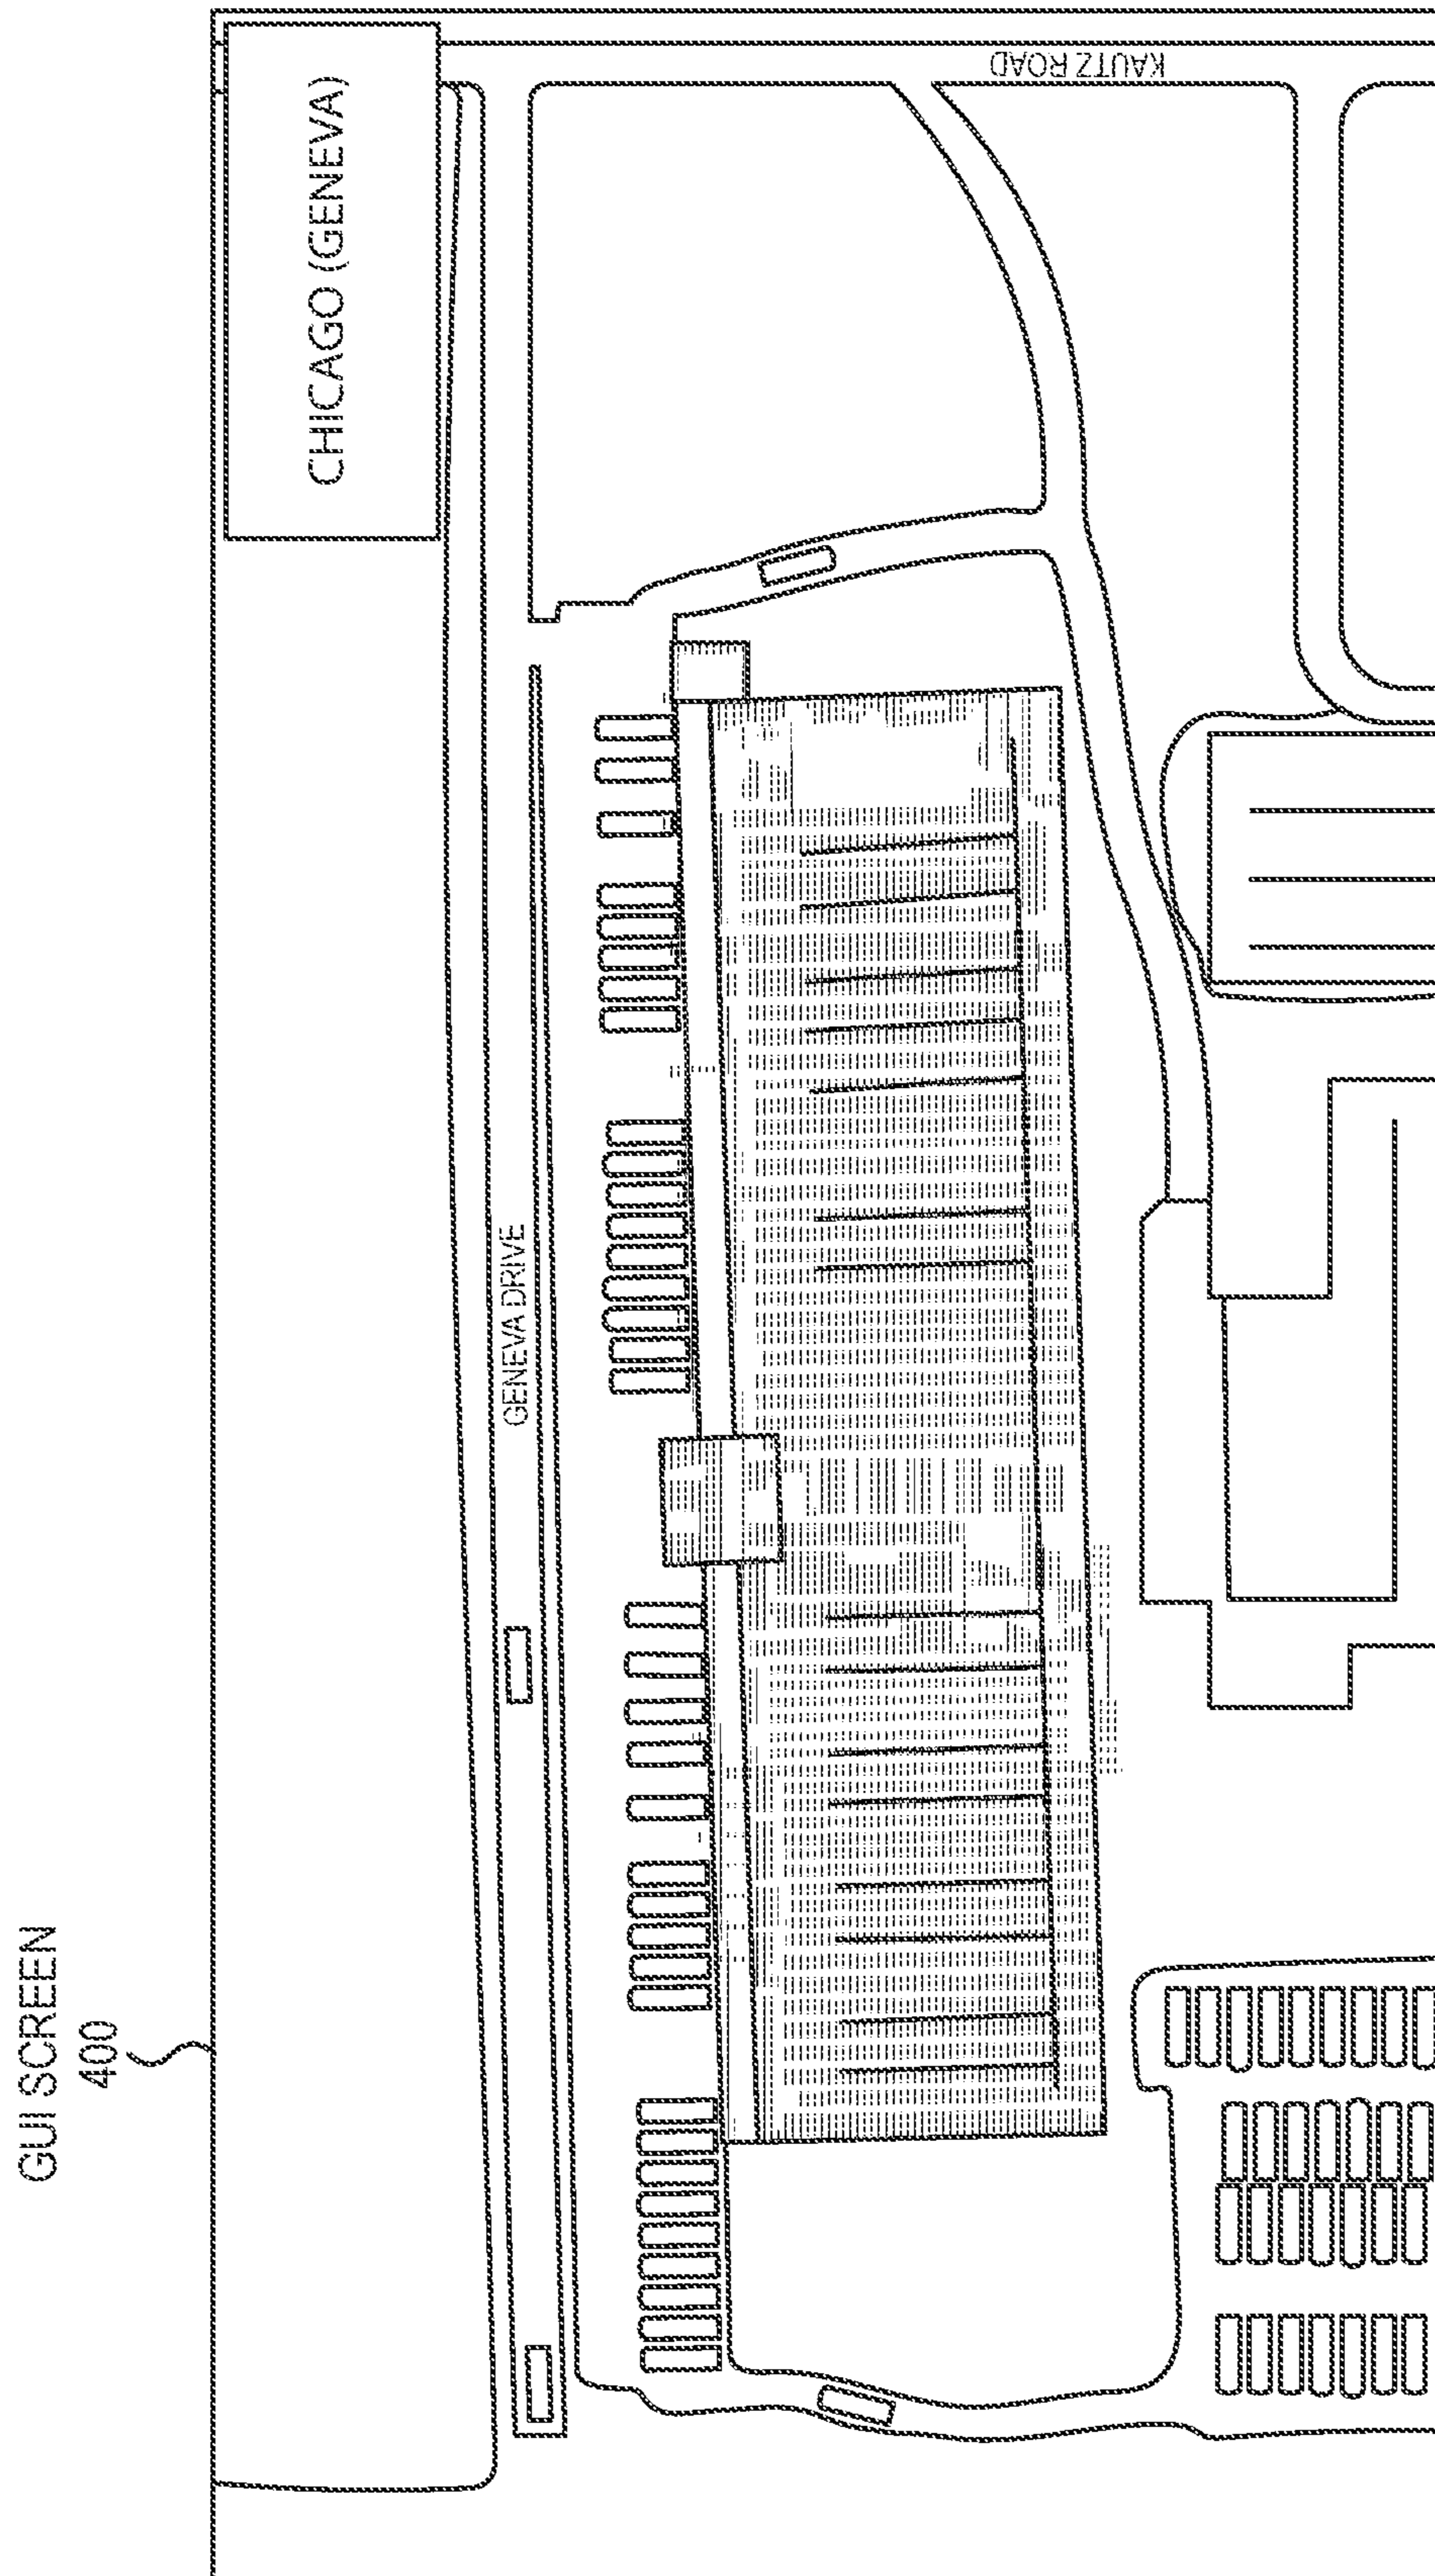 GUI SCREEN
400
CHICAGO (GENEVA)
GENEVA DRIVE
KAUTZ ROAD